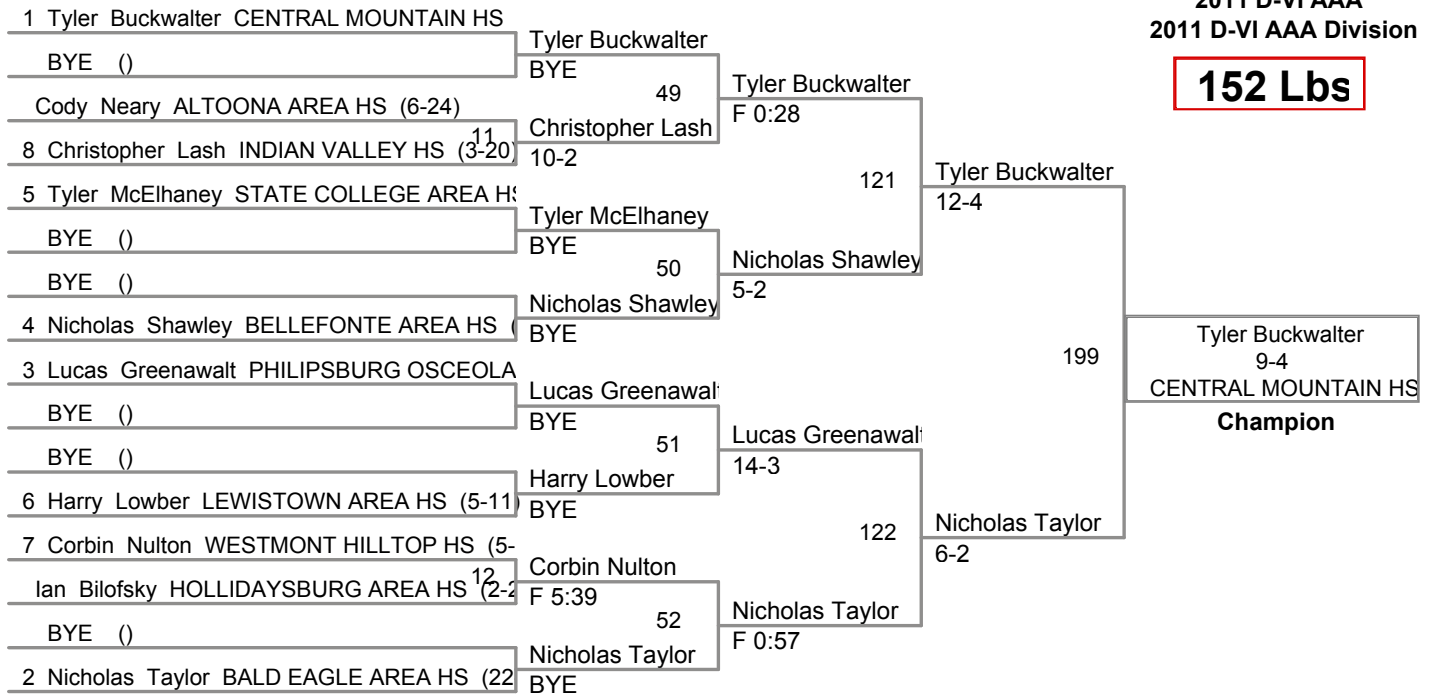 2011 D-VI AAA
2011 D-VI AAA Division
152 Lbs
1 Tyler Buckwalter CENTRAL MOUNTAIN HS
BYE ()
Cody Neary ALTOONA AREA HS (6-24)
11
8 Christopher Lash INDIAN VALLEY HS (3-20)
5 Tyler McElhaney STATE COLLEGE AREA HS
BYE ()
BYE ()
4 Nicholas Shawley BELLEFONTE AREA HS (
3 Lucas Greenawalt PHILIPSBURG OSCEOLA
BYE ()
BYE ()
6 Harry Lowber LEWISTOWN AREA HS (5-11)
7 Corbin Nulton WESTMONT HILLTOP HS (5-
12
Ian Bilofsky HOLLIDAYSBURG AREA HS (2-2
BYE ()
2 Nicholas Taylor BALD EAGLE AREA HS (22
Tyler Buckwalter
BYE
49
Christopher Lash
10-2
Tyler McElhaney
BYE
50
Nicholas Shawley
BYE
Lucas Greenawalt
BYE
51
Harry Lowber
BYE
Corbin Nulton
F 5:39
52
Nicholas Taylor
BYE
Tyler Buckwalter
F 0:28
121
Nicholas Shawley
5-2
Lucas Greenawalt
14-3
122
Nicholas Taylor
F 0:57
Tyler Buckwalter
12-4
199
Nicholas Taylor
6-2
Tyler Buckwalter
9-4
CENTRAL MOUNTAIN HS
Champion